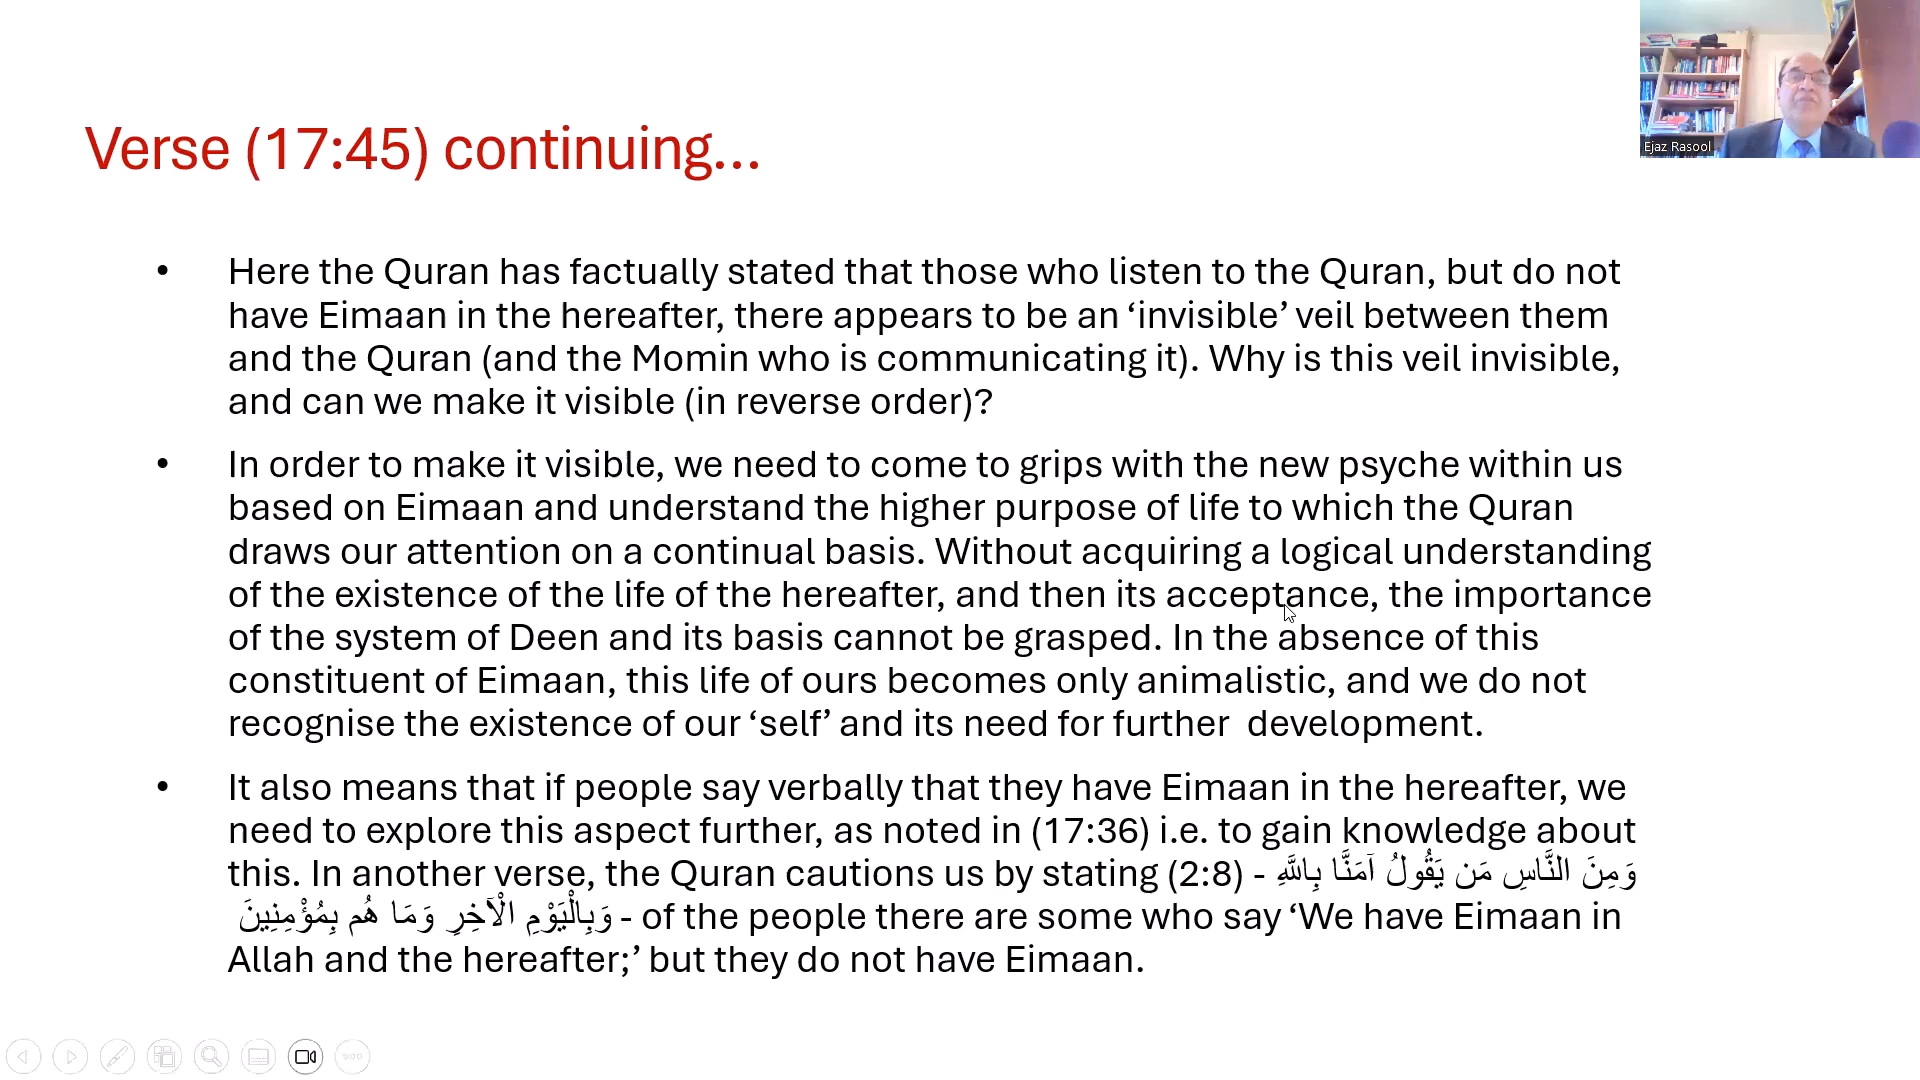 Ejaz Rasool
Verse (17:45) continuing...
• Here the Quran has factually stated that those who listen to the Quran, but do not
have Eimaan in the hereafter, there appears to be an ‘invisible’ veil between them
and the Quran (and the Momin who is communicating it). Why is this veil invisible,
and can we make it visible (in reverse order)?
• In order to make it visible, we need to come to grips with the new psyche within us
based on Eimaan and understand the higher purpose of life to which the Quran
draws our attention on a continual basis. Without acquiring a logical understanding
of the existence of the life of the hereafter, and then its acceptance, the importance
of the system of Deen and its basis cannot be grasped. In the absence of this
constituent of Eimaan, this life of ours becomes only animalistic, and we do not
recognise the existence of our ‘self’ and its need for further  development.
• It also means that if people say verbally that they have Eimaan in the hereafter, we
need to explore this aspect further, as noted in (17:36) i.e. to gain knowledge about
this. In another verse, the Quran cautions us by stating (2:8) - وَمِنَ النَّاسِ مَن يَقُولُ آمَنَّا بِاللَّهِ
وَبِالْيَوْمِ الْآخِرِ وَمَا هُم بِمُؤْمِنِينَ - of the people there are some who say ‘We have Eimaan in
Allah and the hereafter;’ but they do not have Eimaan.